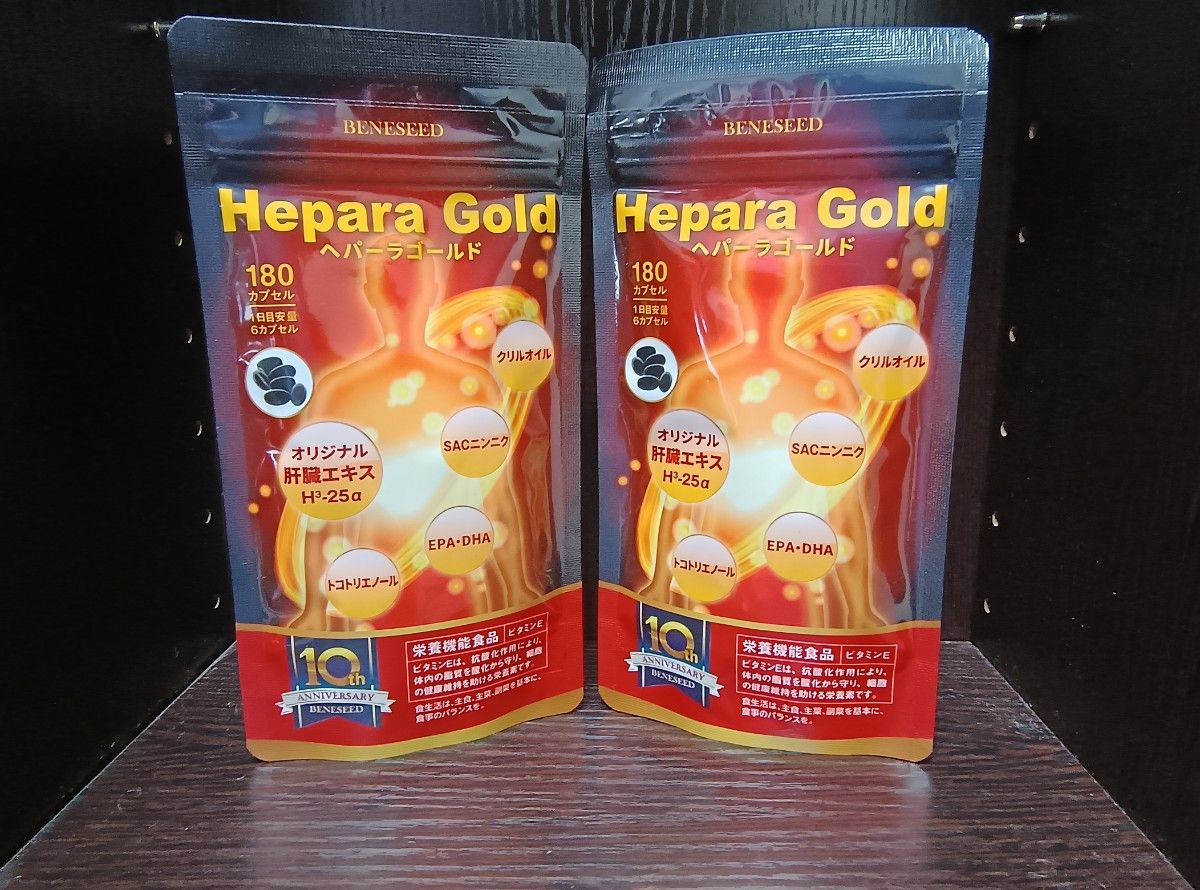 BENESEED
Hepara Gold
ヘパーラゴールド
180
カプセル
1日目安量
6カプセル
クリルオイル
SACニンニク
オリジナル
肝臓エキス
H³-25α
EPA・DHA
トコトリエノール
10th
ANNIVERSARY
BENESEED
栄養機能食品 ビタミンE
ビタミンEは、抗酸化作用により、
体内の脂質を酸化から守り、細胞
の健康維持を助ける栄養素です。
食生活は、主食、主菜、副菜を基本に、
食事のバランスを。
BENESEED
Hepara Gold
ヘパーラゴールド
180
カプセル
1日目安量
6カプセル
クリルオイル
SACニンニク
オリジナル
肝臓エキス
H³-25α
EPA・DHA
トコトリエノール
10th
ANNIVERSARY
BENESEED
栄養機能食品 ビタミンE
ビタミンEは、抗酸化作用により、
体内の脂質を酸化から守り、細胞
の健康維持を助ける栄養素です。
食生活は、主食、主菜、副菜を基本に、
食事のバランスを。